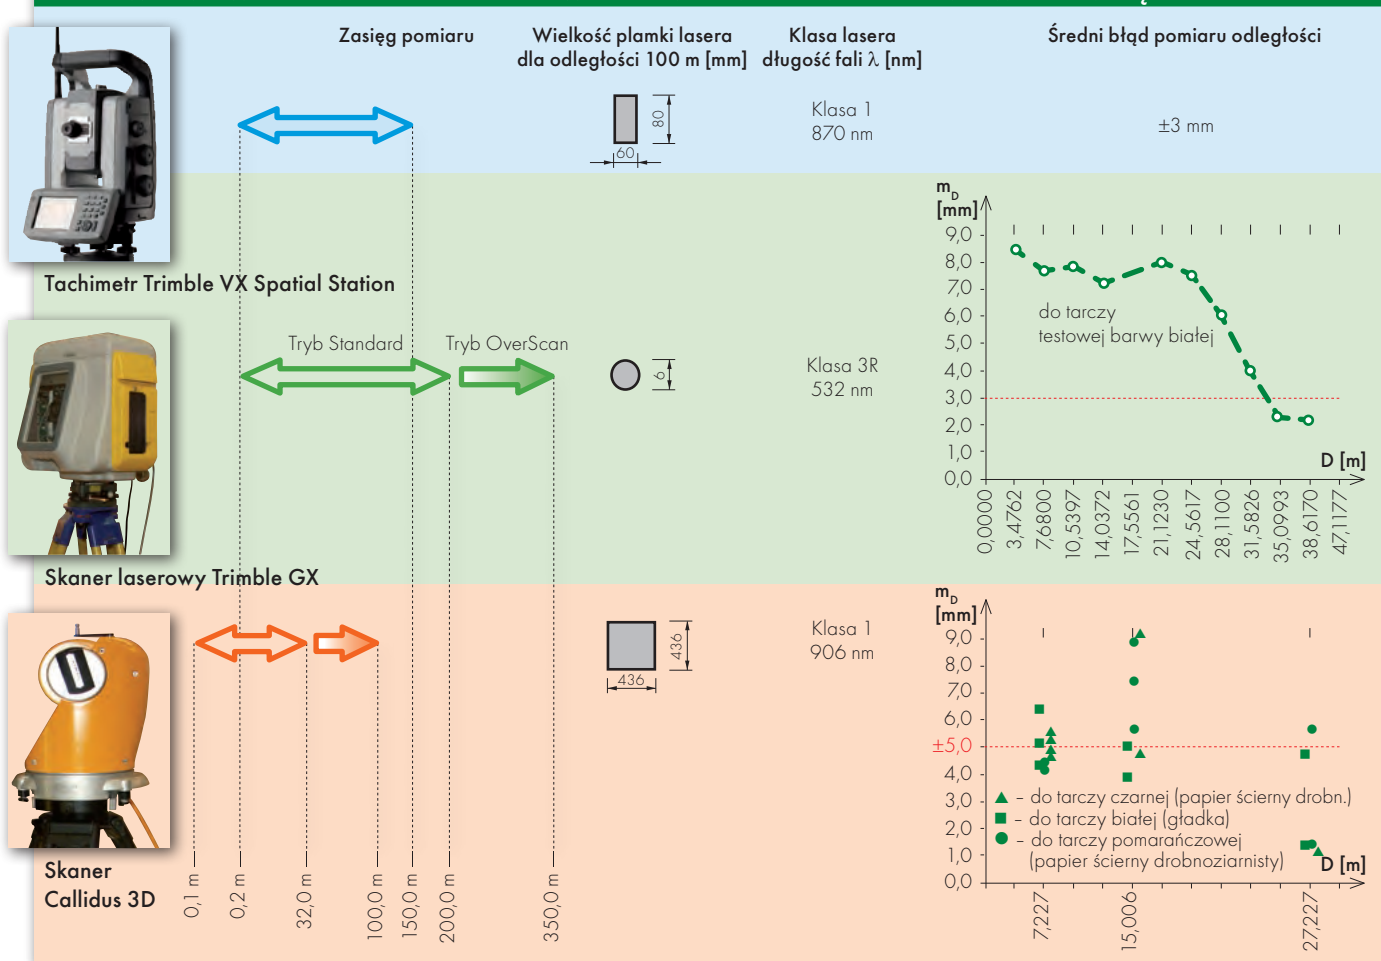 Zasięg pomiaru
Wielkość plamki lasera
dla odległości 100 m [mm]
Klasa lasera
długość fali λ [nm]
Średni błąd pomiaru odległości
80
60
Klasa 1
870 nm
±3 mm
Tachimetr Trimble VX Spatial Station
Tryb Standard
Tryb OverScan
6
Klasa 3R
532 nm
mD
[mm]
9,0
8,0
7,0
6,0
5,0
4,0
3,0
2,0
1,0
0,0
do tarczy
testowej barwy białej
D [m]
0,0000
3,4762
7,6800
10,5397
14,0372
17,5561
21,1230
24,5617
28,1100
31,5826
35,0993
38,6170
47,1177
Skaner laserowy Trimble GX
436
436
Klasa 1
906 nm
mD
[mm]
9,0
8,0
7,0
6,0
±5,0
4,0
3,0
2,0
1,0
0,0
– do tarczy czarnej (papier ścierny drobn.)
– do tarczy białej (gładka)
– do tarczy pomarańczowej
(papier ścierny drobnoziarnisty)
D [m]
7,227
15,006
27,227
Skaner
Callidus 3D
0,1 m
0,2 m
32,0 m
100,0 m
150,0 m
200,0 m
350,0 m